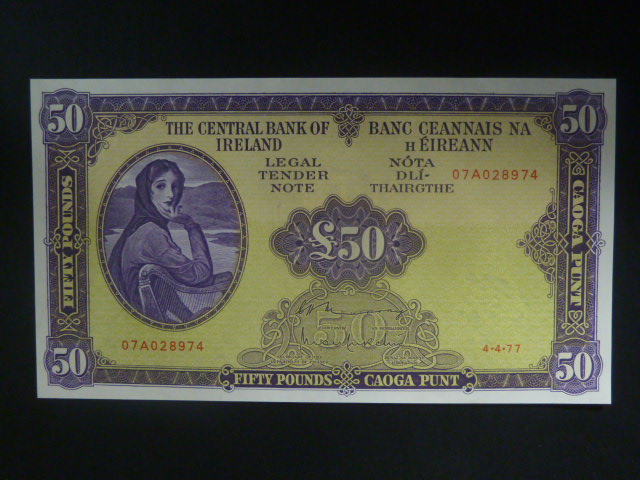 50 50
THE CENTRAL BANK OF IRELAND
BANC CEANNAIS NA H ÉIREANN
LEGAL TENDER NOTE
NÓTA DLÍ-THAIRGTHE
07A028974
FIFTY POUNDS
CAOGA PUNT
£50
50
07A028974
4·4·77
50 50
FIFTY POUNDS CAOGA PUNT